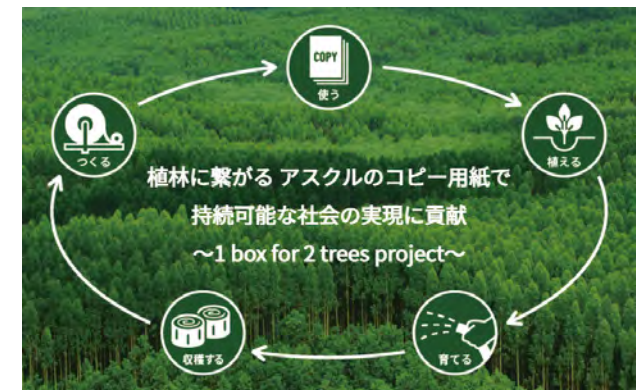 COPY
使う
つくる
植える
植林に繋がる アスクルのコピー用紙で
持続可能な社会の実現に貢献
～1 box for 2 trees project～
収穫する
育てる